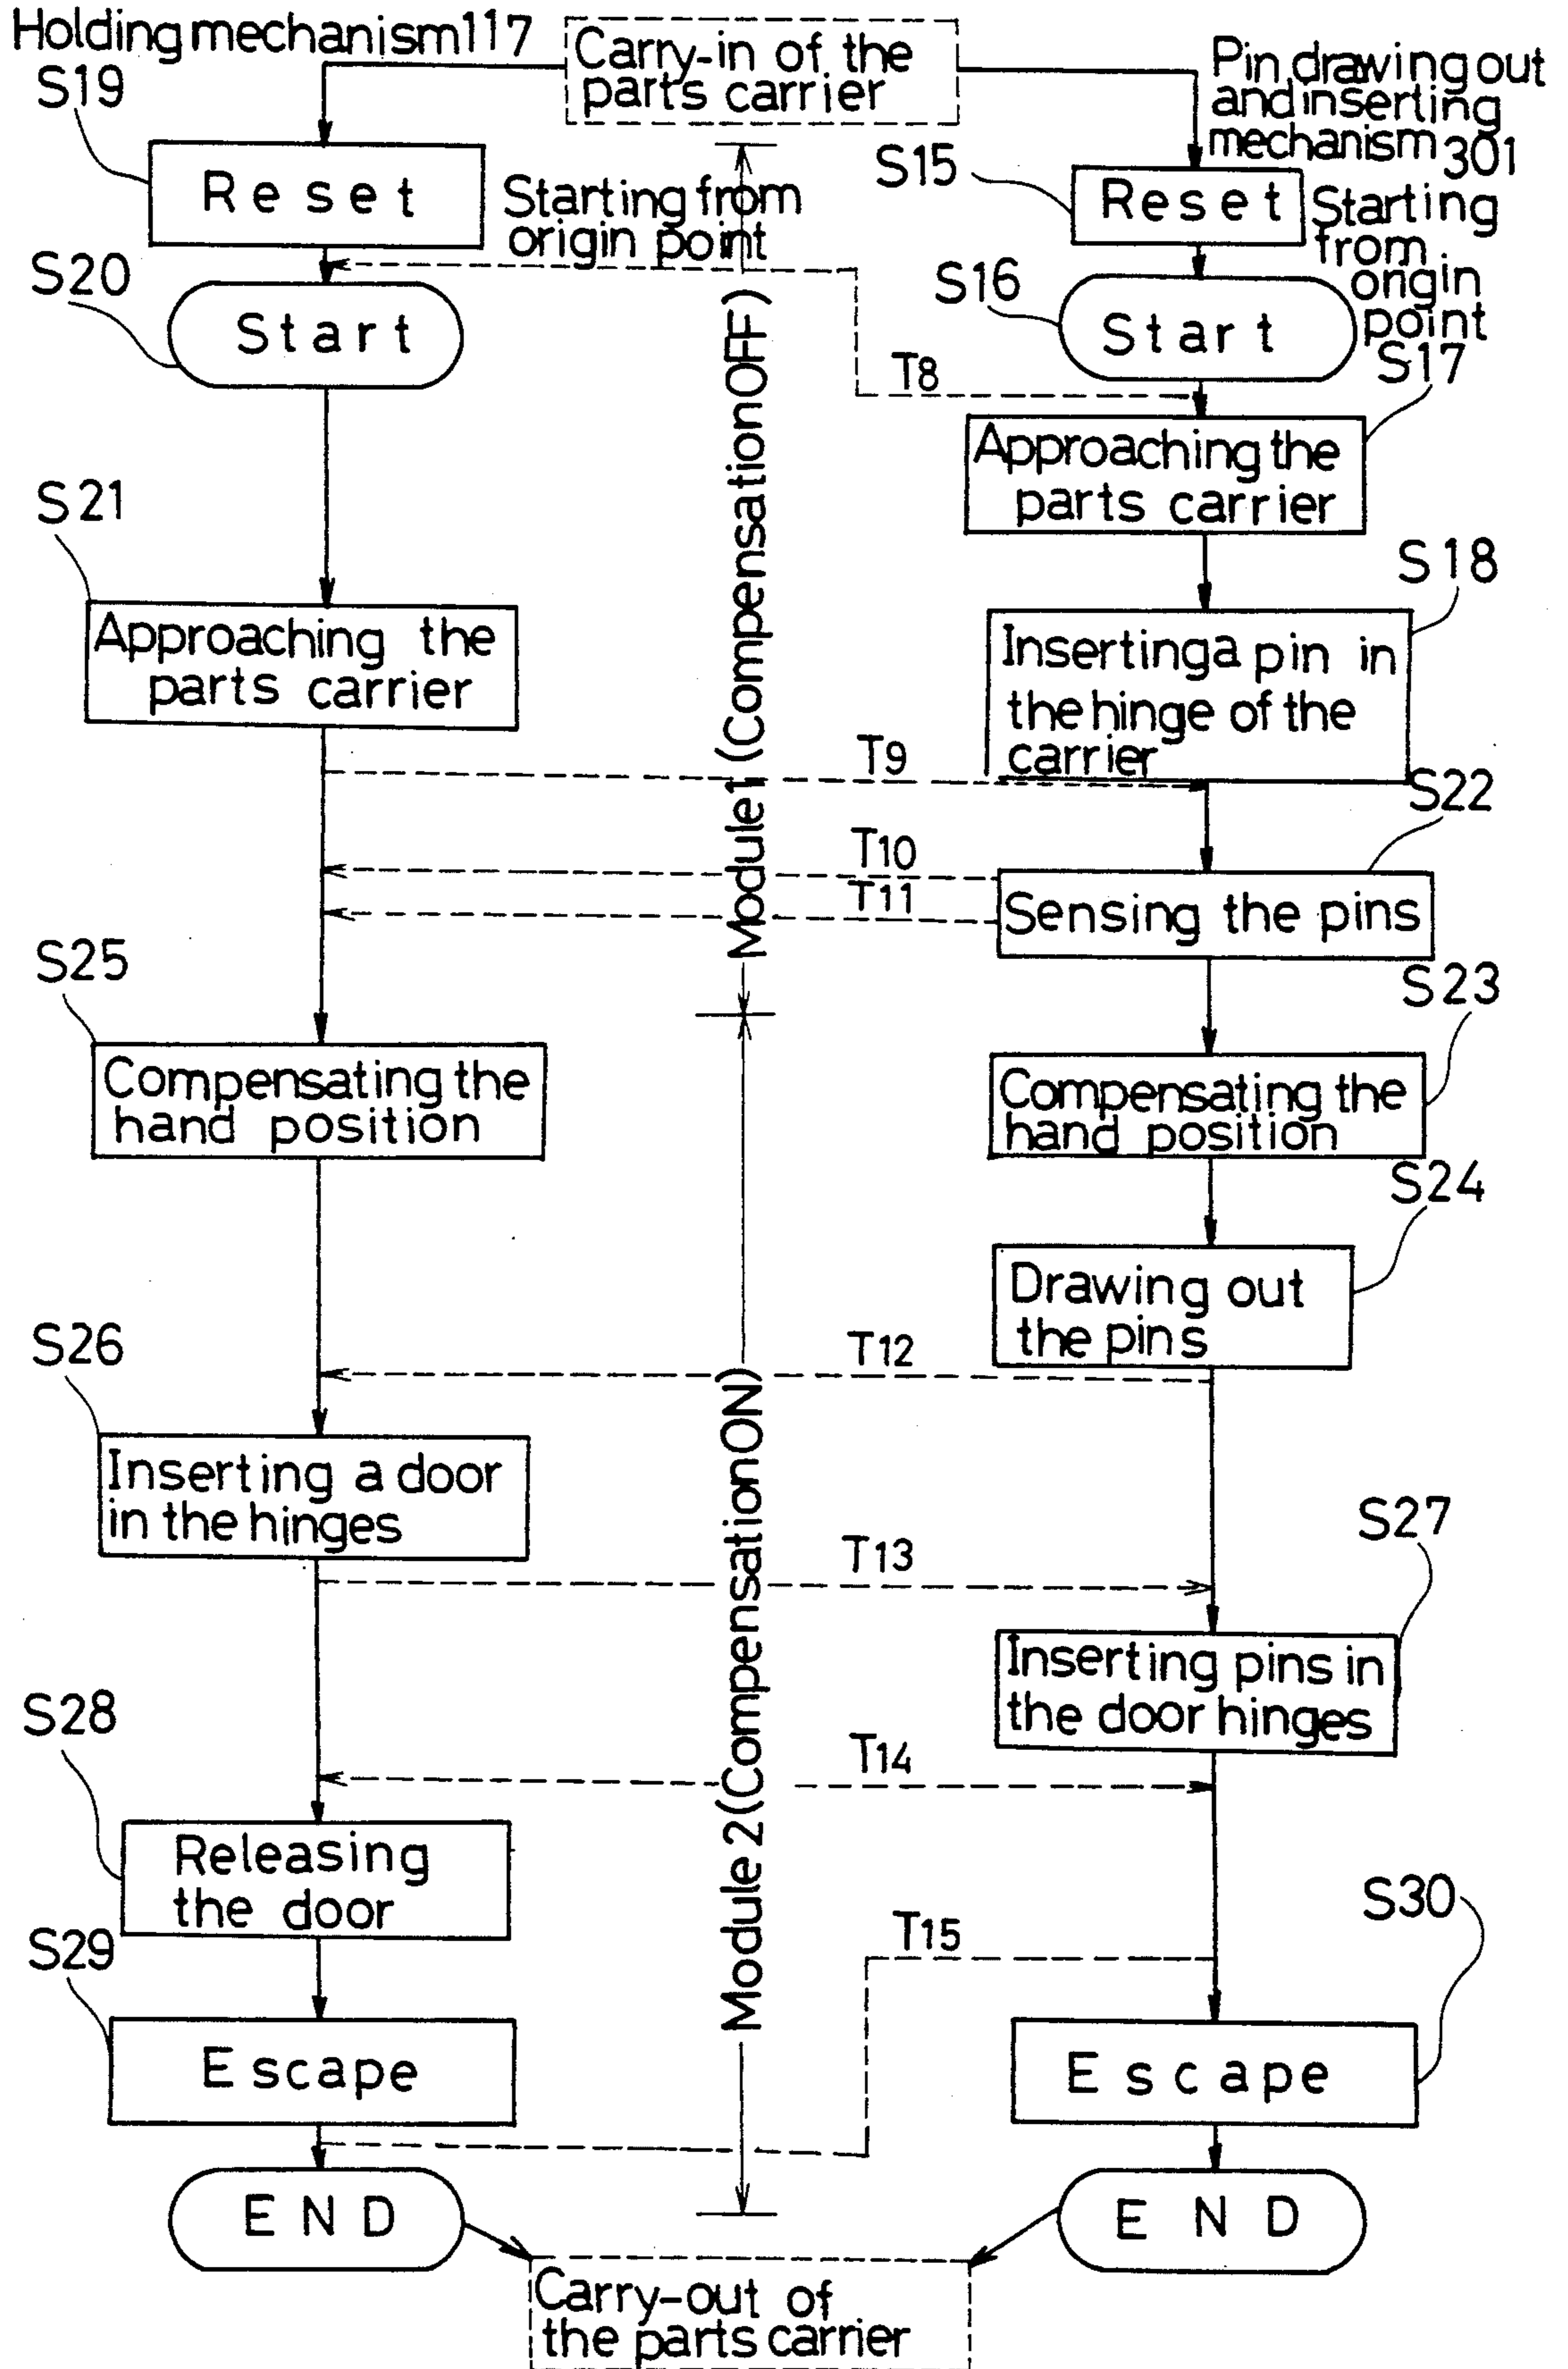 Holding mechanism 117
Carry-in of the
parts carrier
Pin drawing out
and inserting
mechanism 301
S19
Reset
Starting from
origin point
S15
Reset
Starting
from
origin
point
S20
Start
S16
Start
T8
S17
Approaching the
parts carrier
S21
Approaching the
parts carrier
S18
Inserting a pin in
the hinge of the
carrier
Module 1 (Compensation OFF)
T9
S22
T10
T11
Sensing the pins
S25
Compensating the
hand position
S23
Compensating the
hand position
S24
Drawing out
the pins
T12
S26
Inserting a door
in the hinges
Module 2 (Compensation ON)
T13
S27
Inserting pins in
the door hinges
S28
T14
Releasing
the door
S29
Escape
T15
S30
Escape
END
END
Carry-out of
the parts carrier